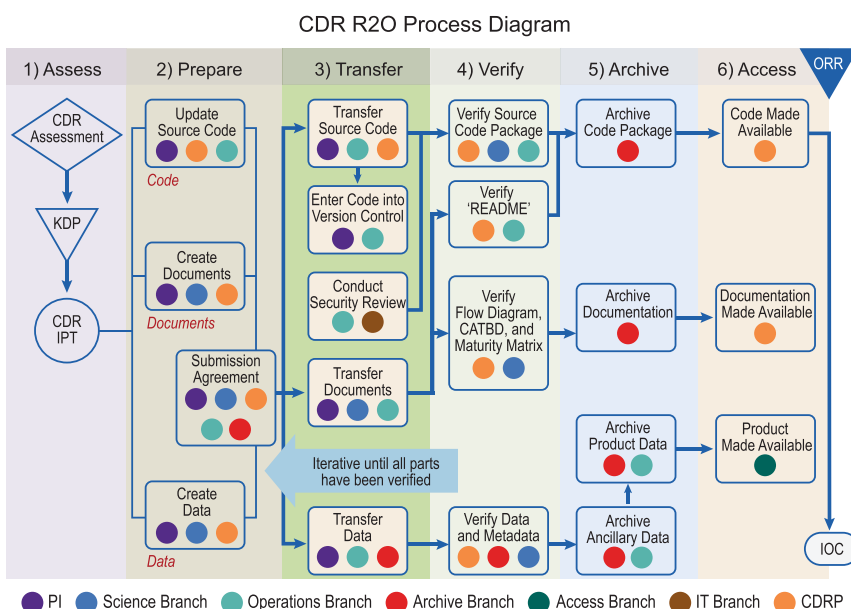 CDR R2O Process Diagram
1) Assess
2) Prepare
3) Transfer
4) Verify
5) Archive
6) Access
ORR
CDR
Assessment
KDP
CDR
IPT
Update
Source Code
Code
Create
Documents
Documents
Submission
Agreement
Create
Data
Data
Transfer
Source Code
Enter Code into
Version Control
Conduct
Security Review
Transfer
Documents
Iterative until all parts
have been verified
Transfer
Data
Verify Source
Code Package
Verify
‘README’
Verify
Flow Diagram,
CATBD, and
Maturity Matrix
Verify Data
and Metadata
Archive
Code Package
Archive
Documentation
Archive
Product Data
Archive
Ancillary Data
Code Made
Available
Documentation
Made Available
Product
Made Available
IOC
PI
Science Branch
Operations Branch
Archive Branch
Access Branch
IT Branch
CDRP